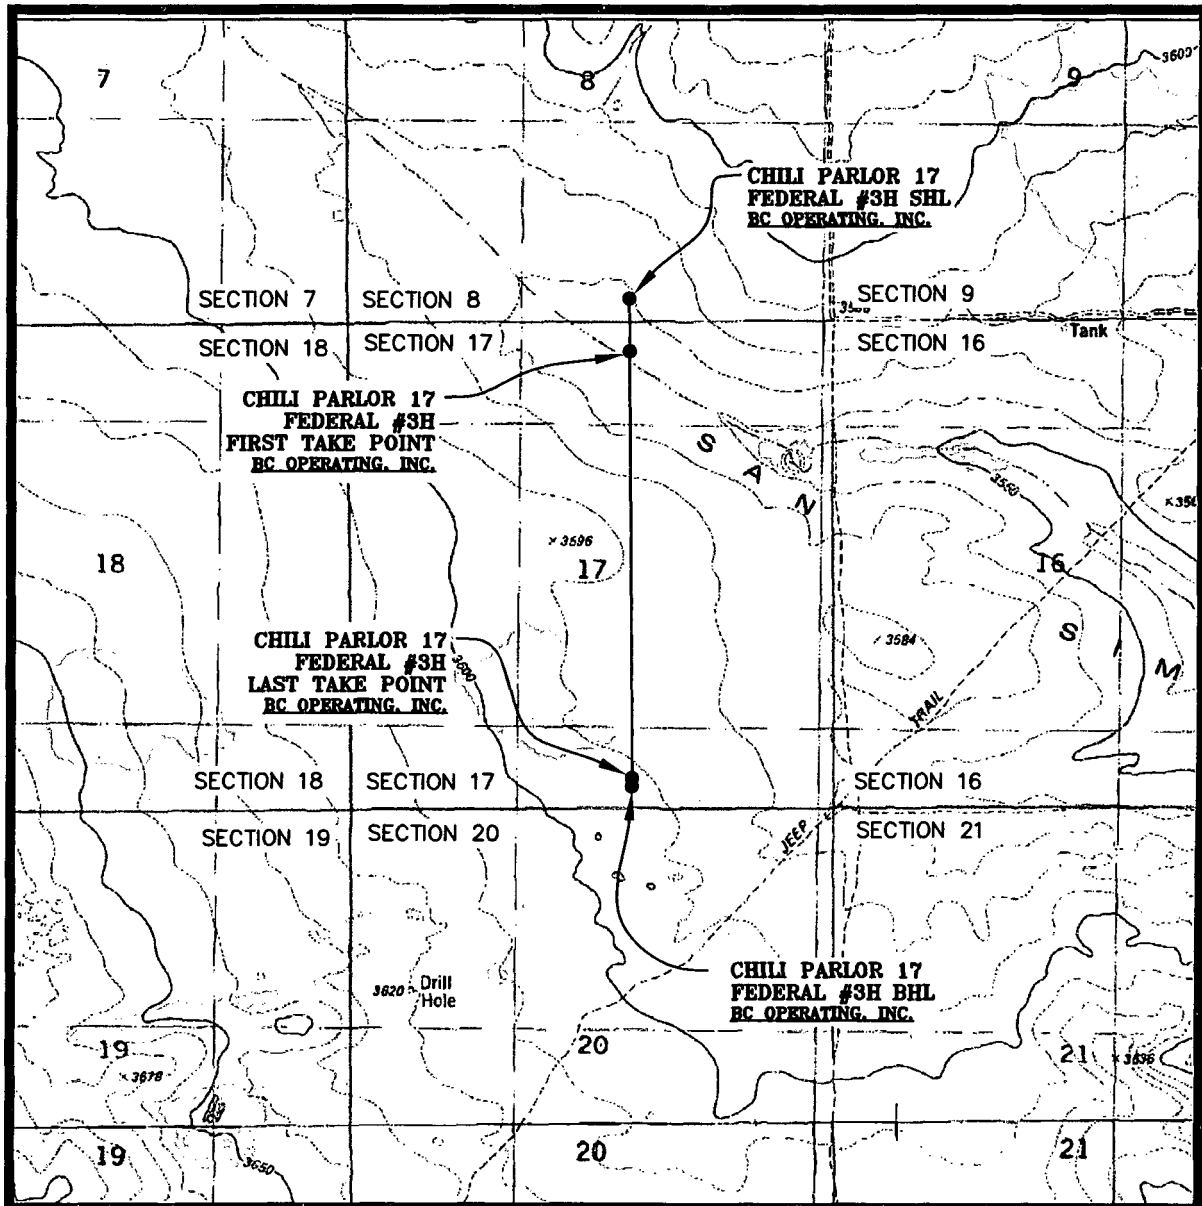 7
8
9
3600
CHILI PARLOR 17
FEDERAL #3H SHL
BC OPERATING, INC.
SECTION 7
SECTION 8
SECTION 9
SECTION 18
SECTION 17
SECTION 16
Tank
CHILI PARLOR 17
FEDERAL #3H
FIRST TAKE POINT
BC OPERATING, INC.
SAN
3550
3596
18
17
16
CHILI PARLOR 17
FEDERAL #3H
LAST TAKE POINT
BC OPERATING, INC.
3600
3584
SIM
TRAIL
SECTION 18
SECTION 17
SECTION 16
SECTION 19
SECTION 20
JEEP
SECTION 21
CHILI PARLOR 17
FEDERAL #3H BHL
BC OPERATING, INC.
3620
Drill
Hole
19
20
21
3678
3636
19
20
21
3650